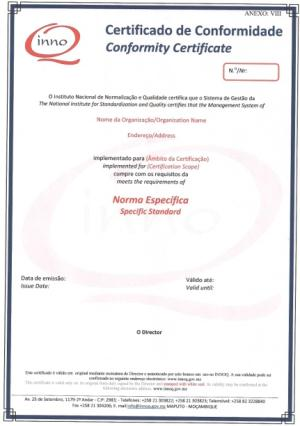 ANEXO: VIII
inno
Certificado de Conformidade
Conformity Certificate
N.º/Nr:
O Instituto Nacional de Normalização e Qualidade certifica que o Sistema de Gestão da
The National Institute for Standardization and Quality certifies that the Management System of
Nome da Organização/Organization Name
Endereço/Address
implementado para (Âmbito da Certificação)
implemented for (Certification Scope)
cumpre com os requisitos da
meets the requirements of
Norma Específica
Specific Standard
Data de emissão:
Issue Date:
Válido até:
Valid until:
O Director
Este certificado é válido em original mediante assinatura do Director e autenticado por selo branco em uso no INNOQ. A sua validade pode ser
confirmada no seguinte endereço electrónico: www.innoq.gov.mz
This certificate is valid only on its original form duly signed by the Director and stamped with white seal. Its validity may be confirmed at the
following electronic address: www.innoq.gov.mz
Av. 25 de Setembro, 1179-2º Andar - C.P: 2983; - Telefones: +258 21 303822; +258 21 303823; Telemóvel: +258 82 3228840
Fax +258 21 304206; E. mail:info@innoq.gov.mz MAPUTO - MOÇAMBIQUE